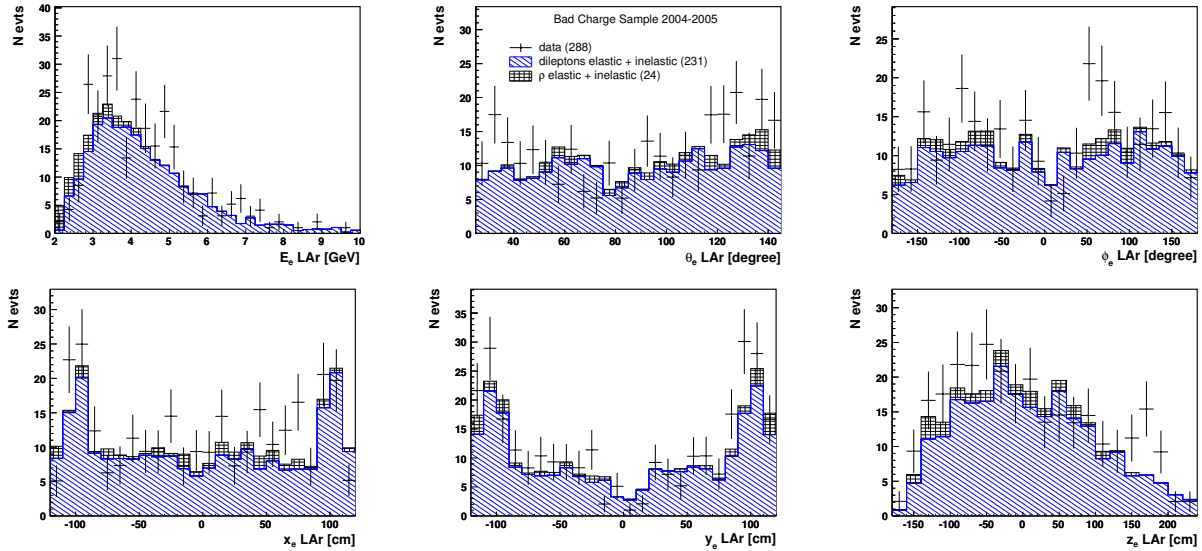 N evts
40
35
30
25
20
15
10
5
0
2 3 4 5 6 7 8 9 10
E_e LAr [GeV]
N evts
30
25
20
15
10
5
0
Bad Charge Sample 2004-2005
data (288)
dileptons elastic + inelastic (231)
ρ elastic + inelastic (24)
40 60 80 100 120 140
θ_e LAr [degree]
N evts
25
20
15
10
5
0
-150 -100 -50 0 50 100 150
ϕ_e LAr [degree]
N evts
30
25
20
15
10
5
0
-100 -50 0 50 100
x_e LAr [cm]
N evts
40
35
30
25
20
15
10
5
0
-100 -50 0 50 100
y_e LAr [cm]
N evts
30
25
20
15
10
5
0
-150 -100 -50 0 50 100 150 200
z_e LAr [cm]